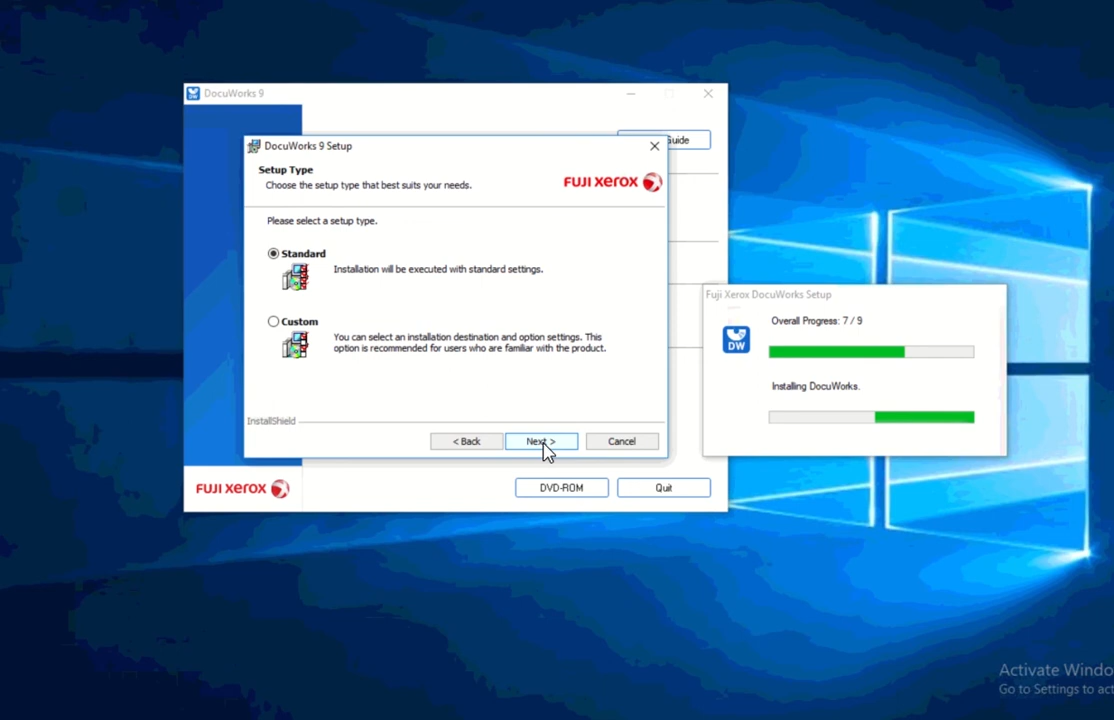 DocuWorks 9
DocuWorks 9 Setup
Setup Type
Choose the setup type that best suits your needs.
FUJI xerox
Please select a setup type.
Standard
Installation will be executed with standard settings.
Custom
You can select an installation destination and option settings. This
option is recommended for users who are familiar with the product.
InstallShield
< Back
Next >
Cancel
FUJI xerox
DVD-ROM
Quit
Fuji Xerox DocuWorks Setup
Overall Progress: 7 / 9
DW
Installing DocuWorks.
Activate Windo
Go to Settings to act